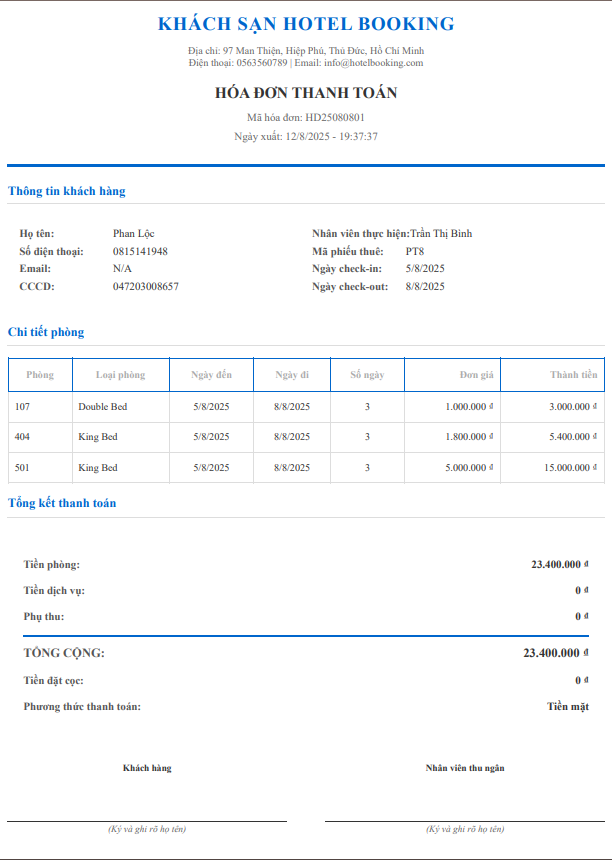 KHÁCH SẠN HOTEL BOOKING
Địa chỉ: 97 Man Thiện, Hiệp Phú, Thủ Đức, Hồ Chí Minh
Điện thoại: 0563560789 | Email: info@hotelbooking.com
HÓA ĐƠN THANH TOÁN
Mã hóa đơn: HD25080801
Ngày xuất: 12/8/2025 - 19:37:37
Thông tin khách hàng
Họ tên: Phan Lộc Nhân viên thực hiện:Trần Thị Bình
Số điện thoại: 0815141948 Mã phiếu thuê: PT8
Email: N/A Ngày check-in: 5/8/2025
CCCD: 047203008657 Ngày check-out: 8/8/2025
Chi tiết phòng
Phòng Loại phòng Ngày đến Ngày đi Số ngày Đơn giá Thành tiền
107 Double Bed 5/8/2025 8/8/2025 3 1.000.000 ₫ 3.000.000 ₫
404 King Bed 5/8/2025 8/8/2025 3 1.800.000 ₫ 5.400.000 ₫
501 King Bed 5/8/2025 8/8/2025 3 5.000.000 ₫ 15.000.000 ₫
Tổng kết thanh toán
Tiền phòng: 23.400.000 ₫
Tiền dịch vụ: 0 ₫
Phụ thu: 0 ₫
TỔNG CỘNG: 23.400.000 ₫
Tiền đặt cọc: 0 ₫
Phương thức thanh toán: Tiền mặt
Khách hàng Nhân viên thu ngân
(Ký và ghi rõ họ tên) (Ký và ghi rõ họ tên)